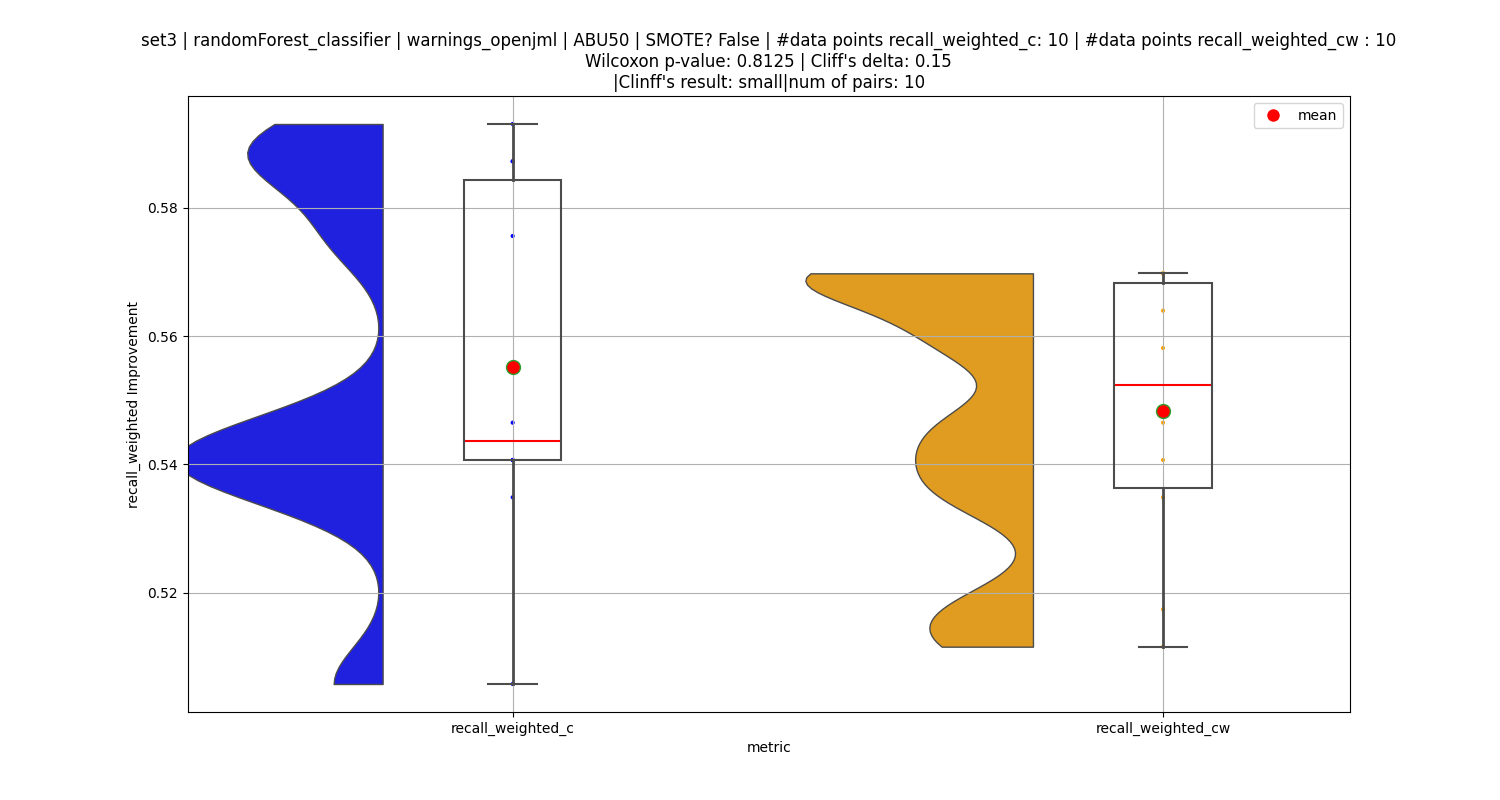 set3 | randomForest_classifier | warnings_openjml | ABU50 | SMOTE? False | #data points recall_weighted_c: 10 | #data points recall_weighted_cw : 10
Wilcoxon p-value: 0.8125 | Cliff's delta: 0.15
|Clinff's result: small|num of pairs: 10
mean
0.58
0.56
0.54
0.52
recall_weighted Improvement
recall_weighted_c
recall_weighted_cw
metric